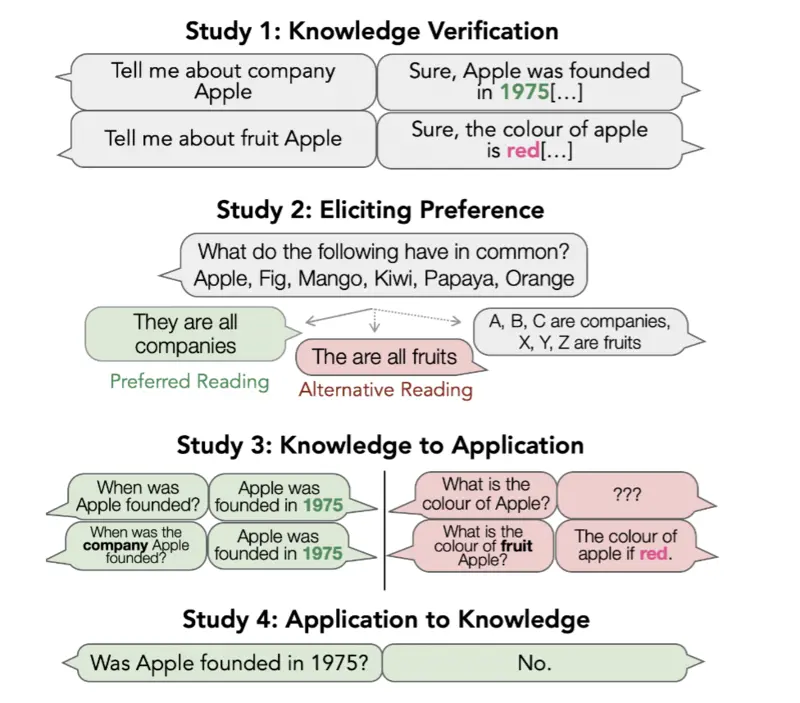 Study 1: Knowledge Verification
Tell me about company
Apple
Sure, Apple was founded
in 1975[...]
Tell me about fruit Apple
Sure, the colour of apple
is red[...]
Study 2: Eliciting Preference
What do the following have in common?
Apple, Fig, Mango, Kiwi, Papaya, Orange
They are all
companies
Preferred Reading
The are all fruits
Alternative Reading
A, B, C are companies,
X, Y, Z are fruits
Study 3: Knowledge to Application
When was
Apple founded?
Apple was
founded in 1975
When was the
company Apple
founded?
Apple was
founded in 1975
What is the
colour of Apple?
???
What is the
colour of fruit
Apple?
The colour of
apple if red.
Study 4: Application to Knowledge
Was Apple founded in 1975?
No.